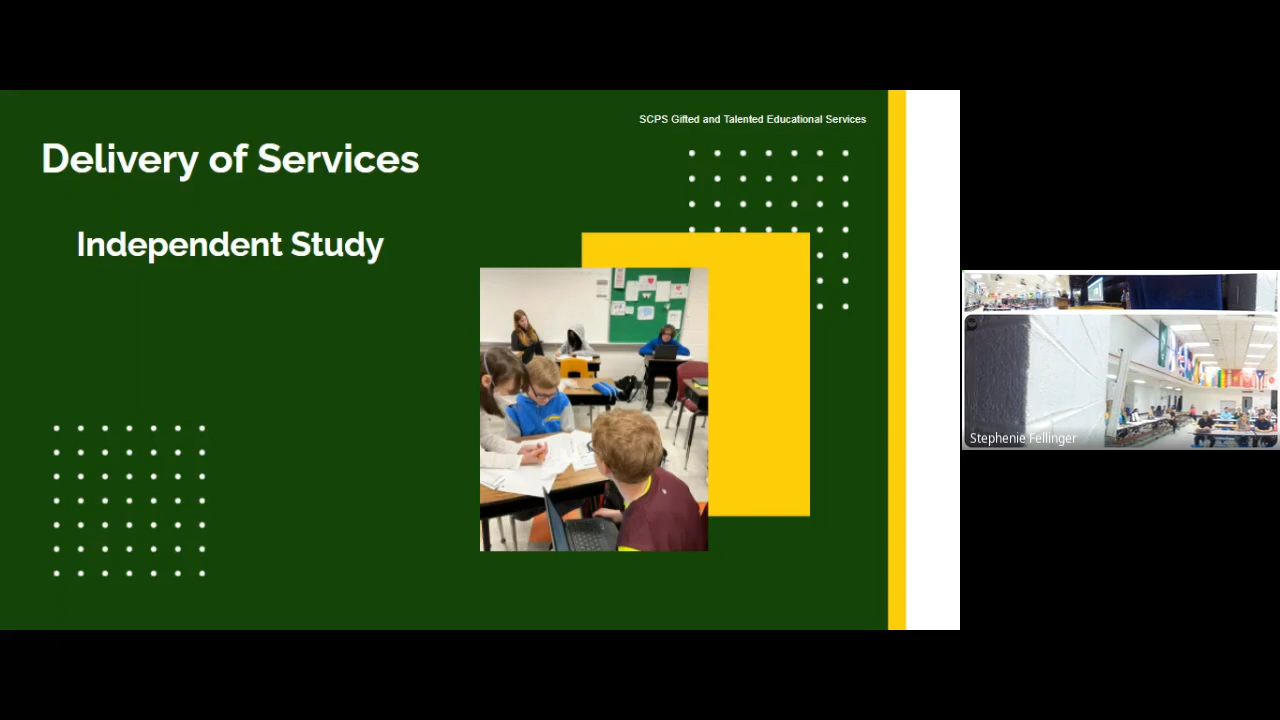 SCPS Gifted and Talented Educational Services
Delivery of Services
Independent Study
Stephenie Fellinger